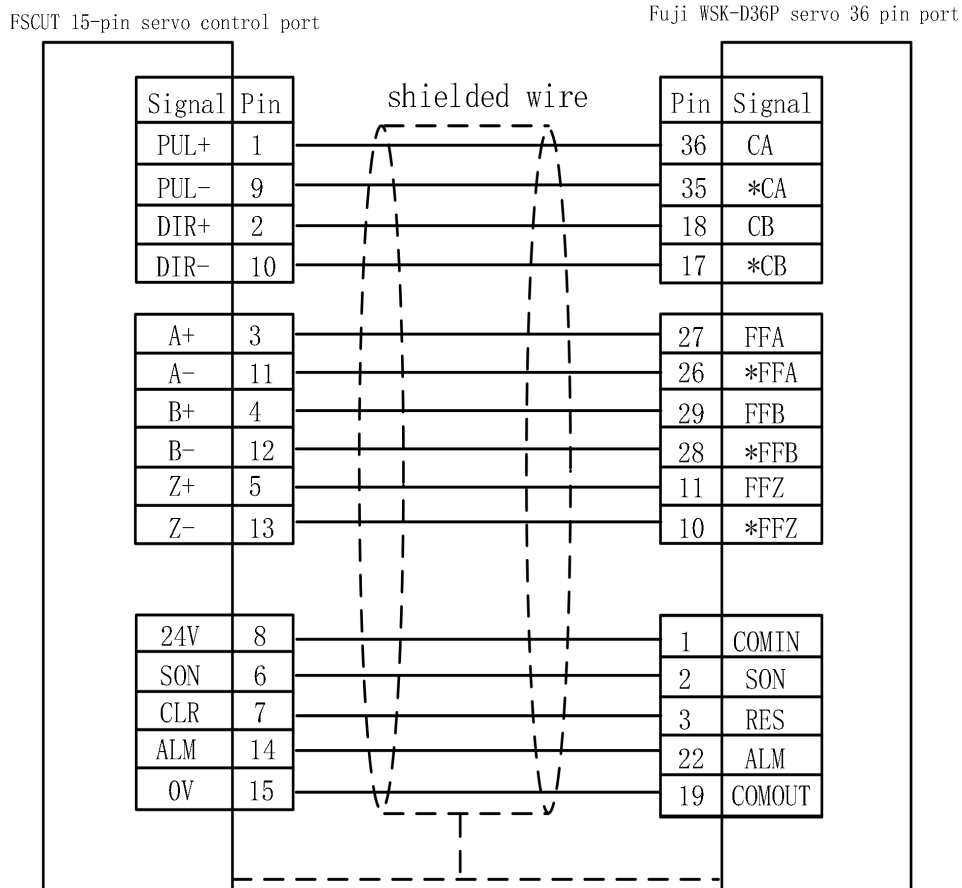 FSCUT 15-pin servo control port
Fuji WSK-D36P servo 36 pin port
shielded wire
Signal Pin Pin Signal
PUL+ 1 36 CA
PUL- 9 35 *CA
DIR+ 2 18 CB
DIR- 10 17 *CB
A+ 3 27 FFA
A- 11 26 *FFA
B+ 4 29 FFB
B- 12 28 *FFB
Z+ 5 11 FFZ
Z- 13 10 *FFZ
24V 8 1 COMIN
SON 6 2 SON
CLR 7 3 RES
ALM 14 22 ALM
0V 15 19 COMOUT